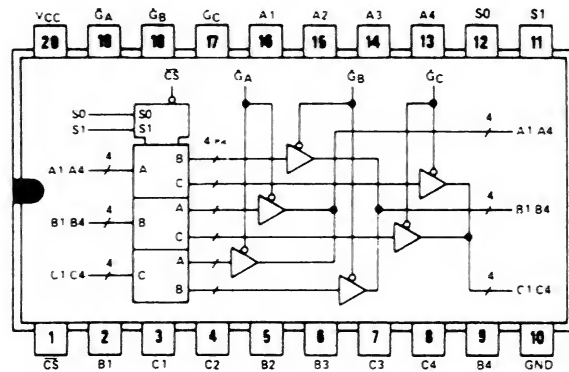 VCC ḠA ḠB GC A1 A2 A3 A4 S0 S1
20 19 18 17 16 15 14 13 12 11
C̅S̅ ḠA ḠB ḠC
S0 S0
S1 S1
4
A1 A4 4 A B
C
4 A1 A4
B1 B4 4 B A
C
4 B1 B4
C1 C4 4 C A
B
4 C1 C4
1 2 3 4 5 6 7 8 9 10
C̅S̅ B1 C1 C2 B2 B3 C3 C4 B4 GND